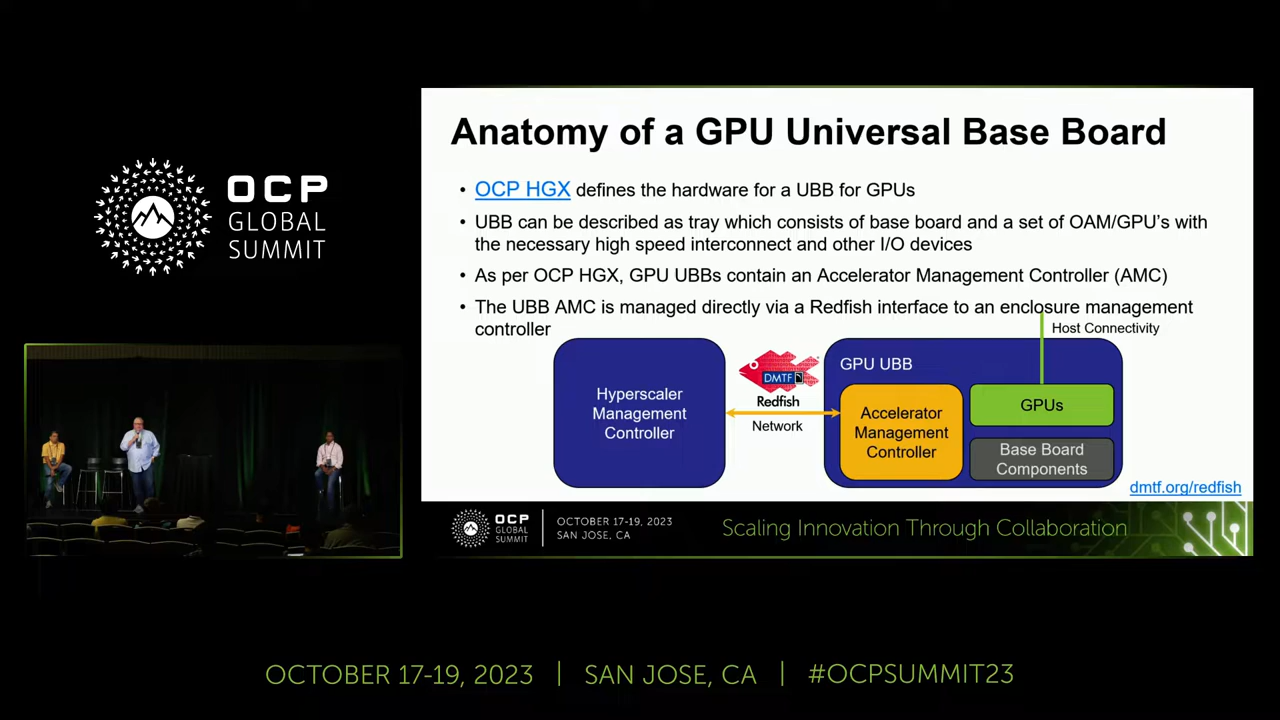 OCP
GLOBAL
SUMMIT
Anatomy of a GPU Universal Base Board
• OCP HGX defines the hardware for a UBB for GPUs
• UBB can be described as tray which consists of base board and a set of OAM/GPU's with
the necessary high speed interconnect and other I/O devices
• As per OCP HGX, GPU UBBs contain an Accelerator Management Controller (AMC)
• The UBB AMC is managed directly via a Redfish interface to an enclosure management
controller
Host Connectivity
Hyperscaler
Management
Controller
DMTF
Redfish
Network
GPU UBB
Accelerator
Management
Controller
GPUs
Base Board
Components
dmtf.org/redfish
OCP
GLOBAL
SUMMIT
OCTOBER 17-19, 2023
SAN JOSE, CA
Scaling Innovation Through Collaboration
OCTOBER 17-19, 2023 | SAN JOSE, CA | #OCPSUMMIT23